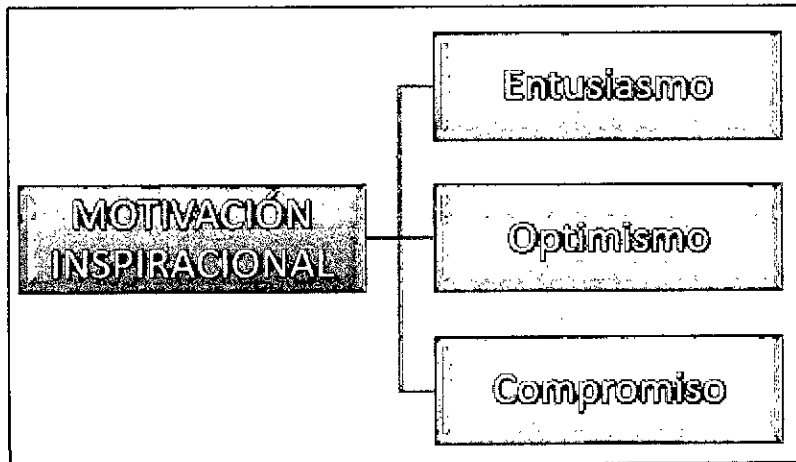 MOTIVACIÓN
INSPIRACIONAL
Entusiasmo
Optimismo
Compromiso